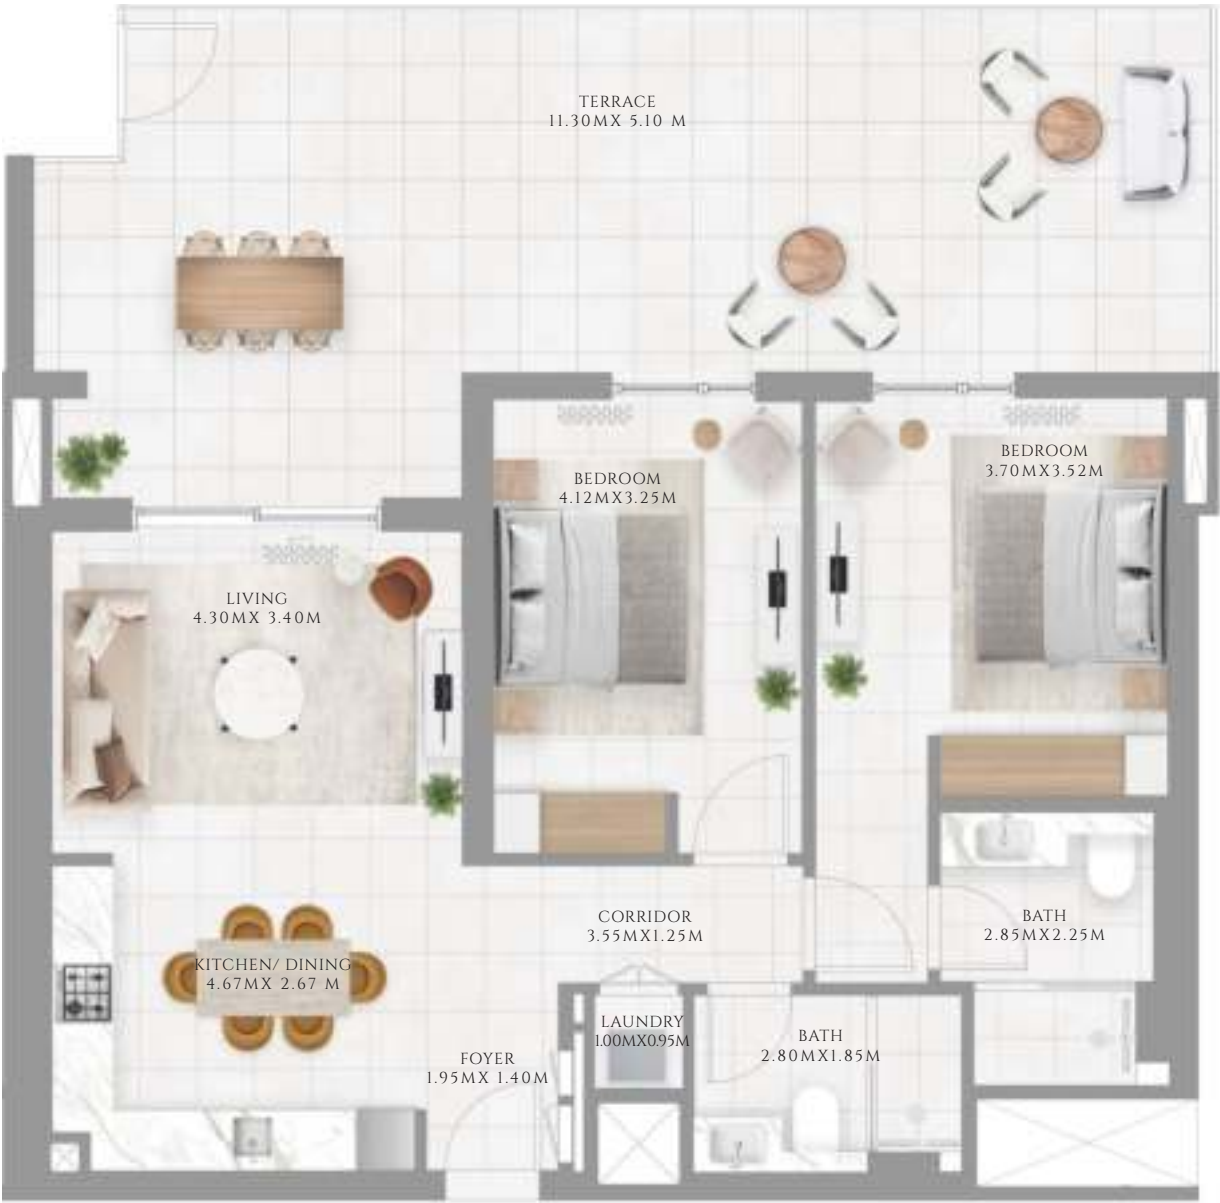 TERRACE
11.30MX 5.10 M
BEDROOM
4.12MX3.25M
BEDROOM
3.70MX3.52M
LIVING
4.30MX 3.40M
CORRIDOR
3.55MX1.25M
BATH
2.85MX2.25M
KITCHEN/ DINING
4.67MX 2.67 M
LAUNDRY
1.00MX0.95M
BATH
2.80MX1.85M
FOYER
1.95MX 1.40M